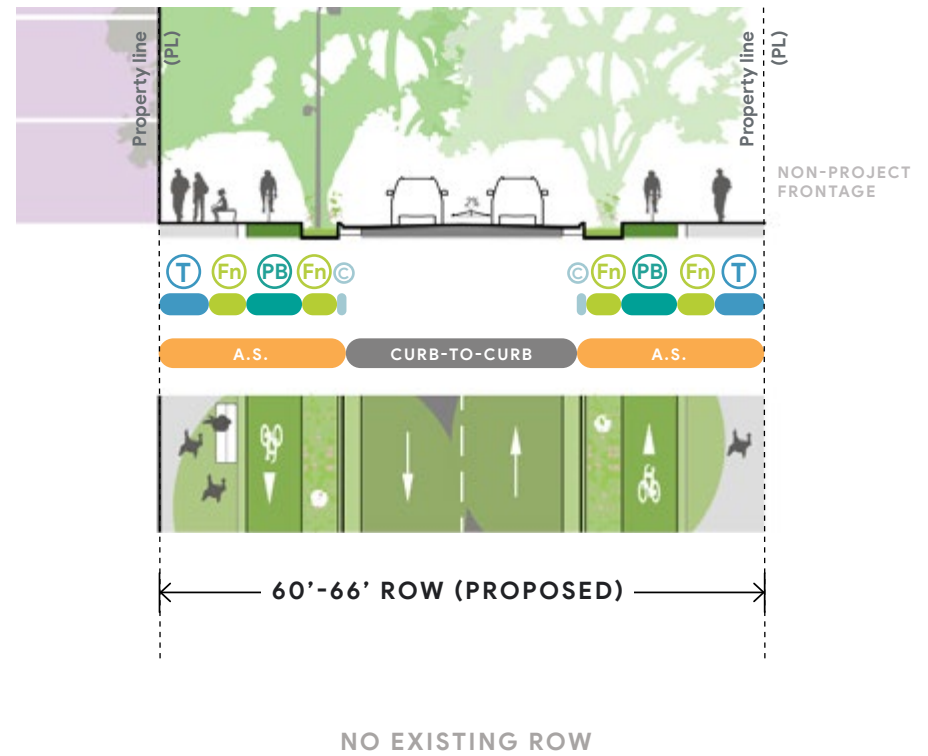 Property line
(PL)
Property line
(PL)
NON-PROJECT
FRONTAGE
2%
T Fn PB Fn C C Fn PB Fn T
A.S. CURB-TO-CURB A.S.
60’-66’ ROW (PROPOSED)
NO EXISTING ROW